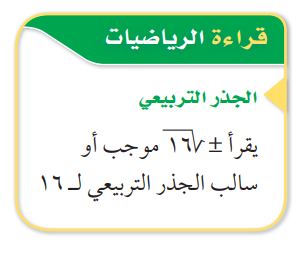 قراءة الرياضيات
الجذر التربيعي
يقرأ ± √١٦ موجب أو
سالب الجذر التربيعي لـ ١٦